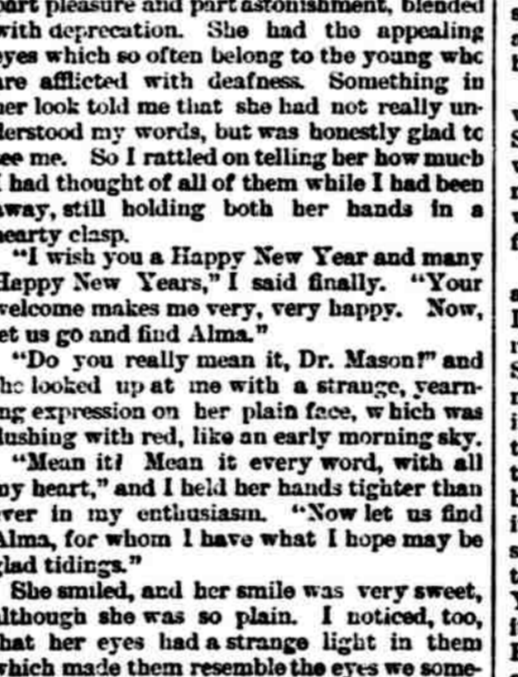 part pleasure and part astonishment, blended
with deprecation. She had the appealing
eyes which so often belong to the young who
are afflicted with deafness. Something in
her look told me that she had not really un-
derstood my words, but was honestly glad to
see me. So I rattled on telling her how much
I had thought of all of them while I had been
away, still holding both her hands in a
hearty clasp.
"I wish you a Happy New Year and many
Happy New Years," I said finally. "Your
welcome makes me very, very happy. Now,
let us go and find Alma."
"Do you really mean it, Dr. Mason?" and
she looked up at me with a strange, yearn-
ing expression on her plain face, which was
flushing with red, like an early morning sky.
"Mean it? Mean it every word, with all
my heart," and I held her hands tighter than
ever in my enthusiasm. "Now let us find
Alma, for whom I have what I hope may be
glad tidings."
She smiled, and her smile was very sweet,
although she was so plain. I noticed, too,
that her eyes had a strange light in them
which made them resemble the eyes we some-